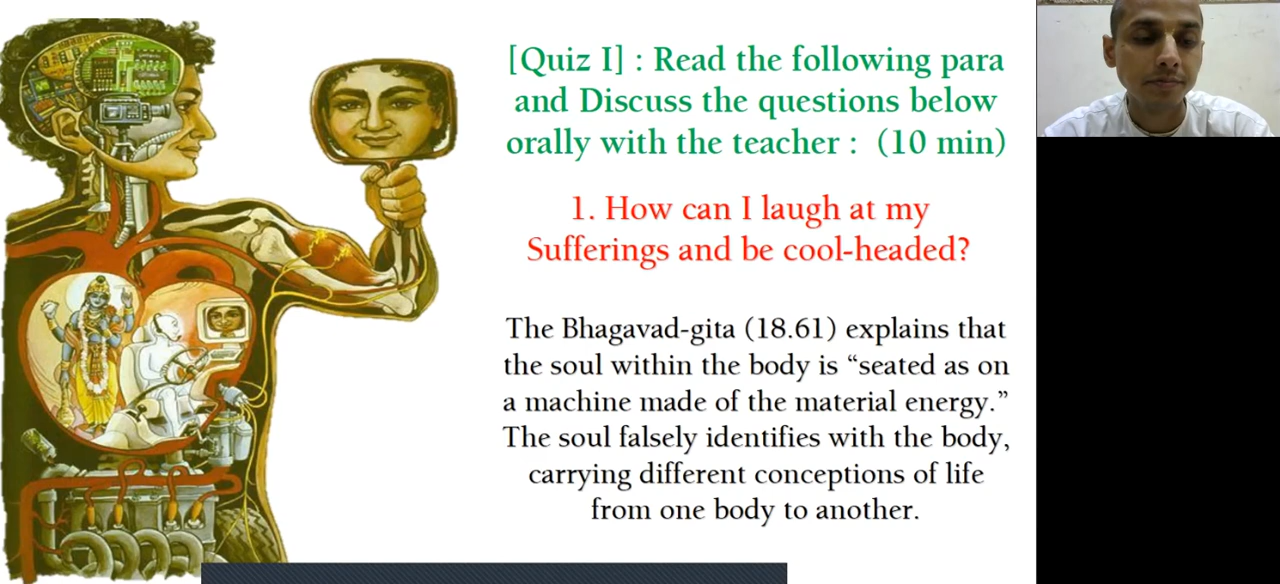 [Quiz I] : Read the following para
and Discuss the questions below
orally with the teacher :  (10 min)
1. How can I laugh at my
Sufferings and be cool-headed?
The Bhagavad-gita (18.61) explains that
the soul within the body is “seated as on
a machine made of the material energy.”
The soul falsely identifies with the body,
carrying different conceptions of life
from one body to another.